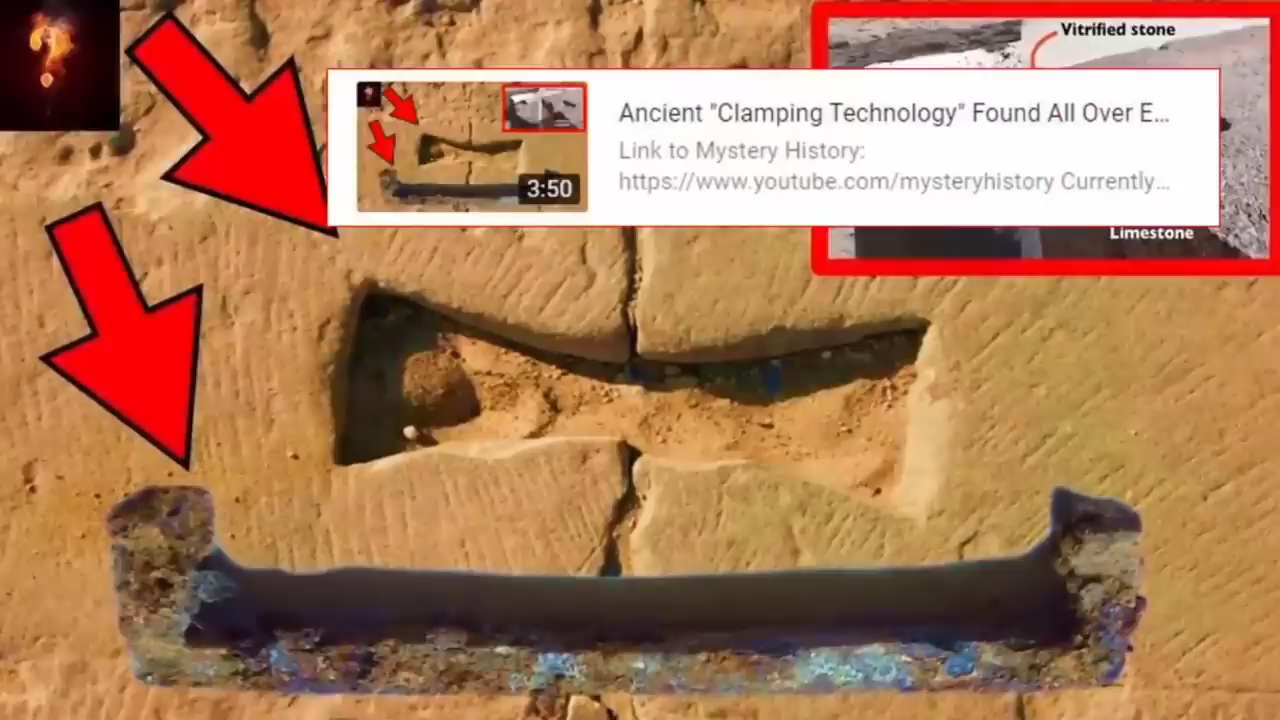 Vitrified stone
Ancient "Clamping Technology" Found All Over E...
Link to Mystery History:
https://www.youtube.com/mysteryhistory Currently...
3:50
Limestone